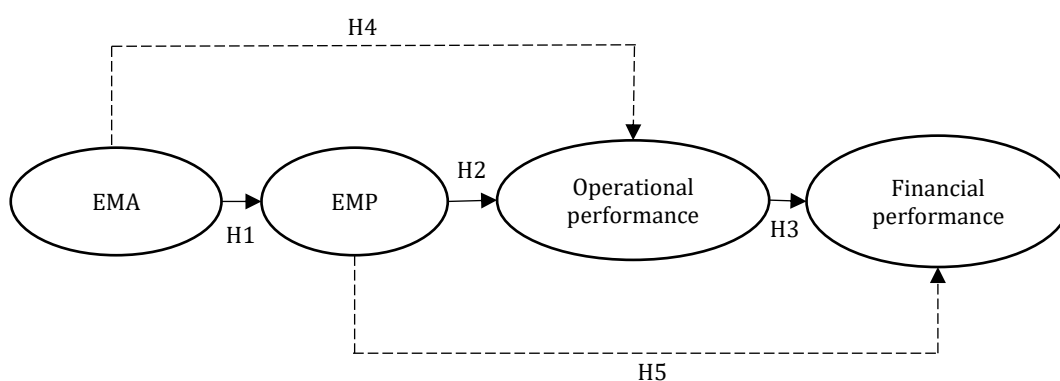 H4
EMA
H1
EMP
H2
Operational
performance
H3
Financial
performance
H5